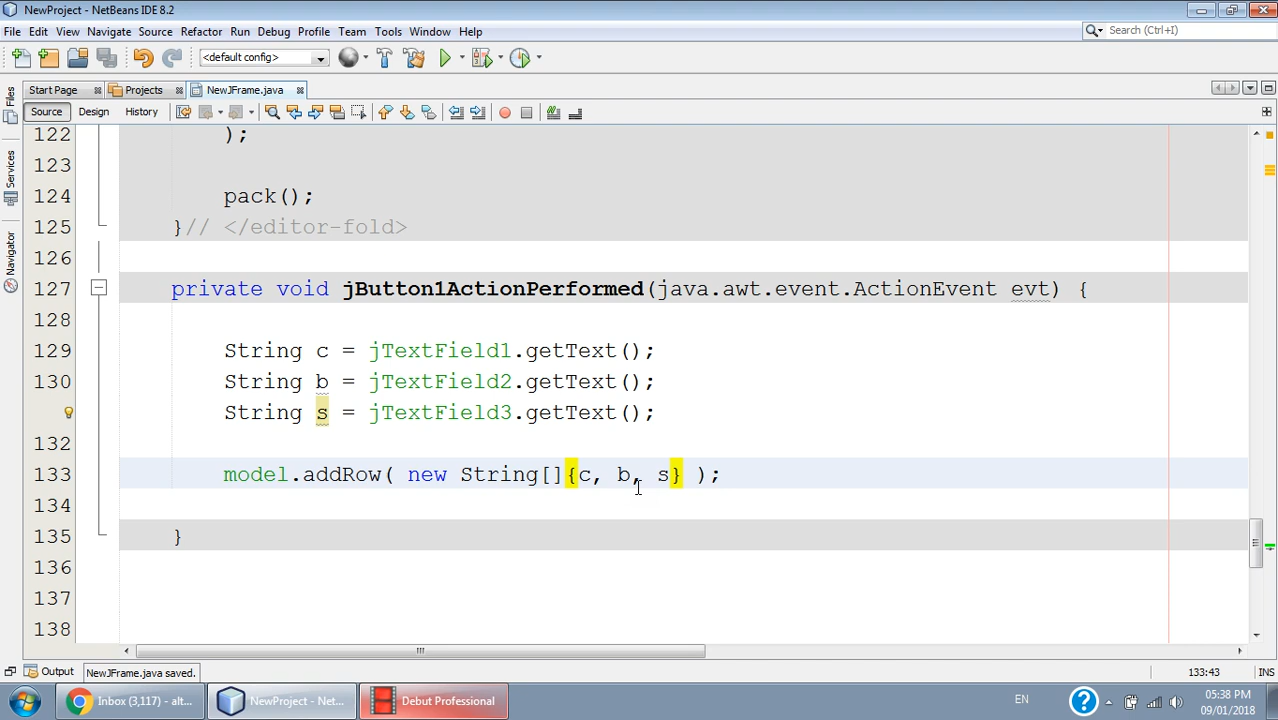 NewProject - NetBeans IDE 8.2
File Edit View Navigate Source Refactor Run Debug Profile Team Tools Window Help
Search (Ctrl+I)
<default config>
Start Page Projects NewJFrame.java
Source Design History
Files
Services
Navigator
122 );
123
124 pack();
125 }// </editor-fold>
126
127 private void jButton1ActionPerformed(java.awt.event.ActionEvent evt) {
128
129 String c = jTextField1.getText();
130 String b = jTextField2.getText();
String s = jTextField3.getText();
132
133 model.addRow( new String[]{c, b, s} );
134
135 }
136
137
138
Output NewJFrame.java saved. 133:43 INS
Inbox (3,117) - alt... NewProject - Net... Debut Professional EN 05:38 PM
09/01/2018